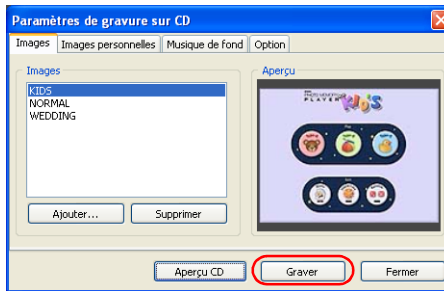 Paramètres de gravure sur CD
Images Images personnelles Musique de fond Option
Images
KIDS
NORMAL
WEDDING
Ajouter...
Supprimer
Aperçu
PLAYER KID'S
Aperçu CD
Graver
Fermer